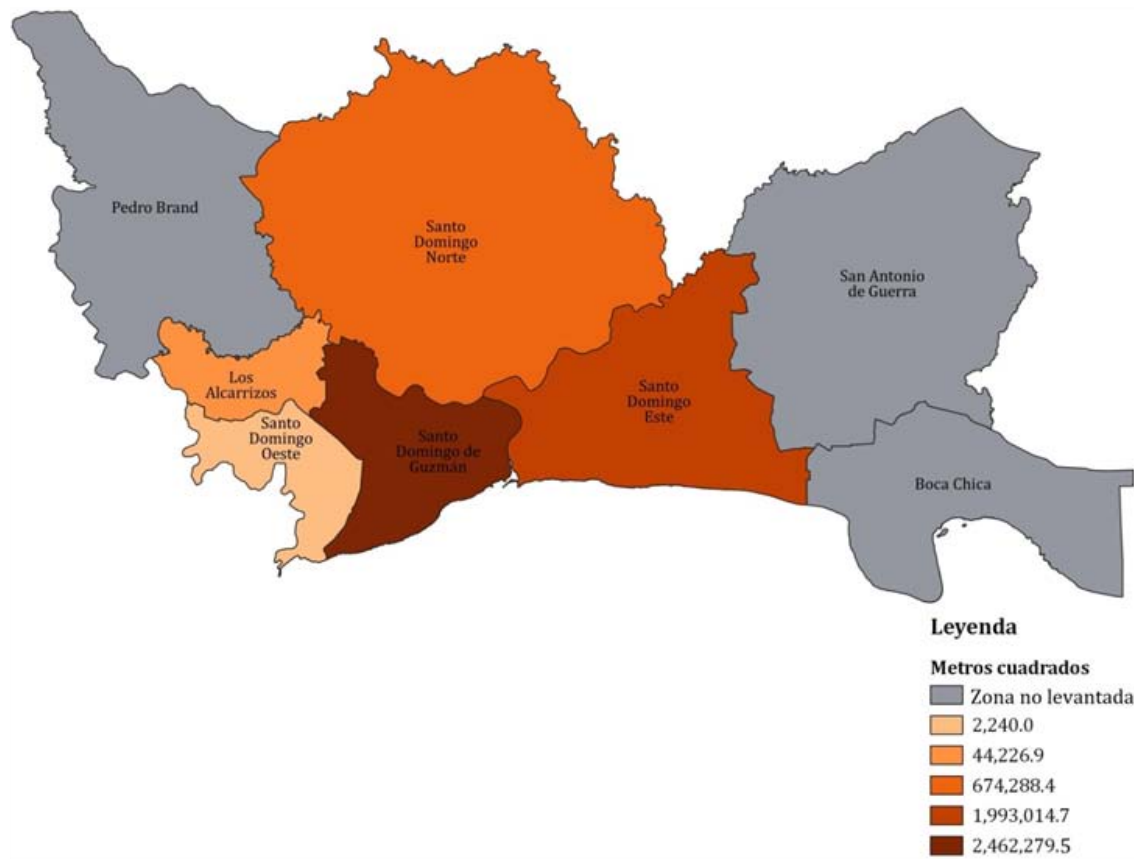 Pedro Brand
Santo
Domingo
Norte
San Antonio
de Guerra
Los
Alcarrizos
Santo
Domingo
Oeste
Santo
Domingo de
Guzmán
Santo
Domingo
Este
Boca Chica
Leyenda
Metros cuadrados
Zona no levantada
2,240.0
44,226.9
674,288.4
1,993,014.7
2,462,279.5